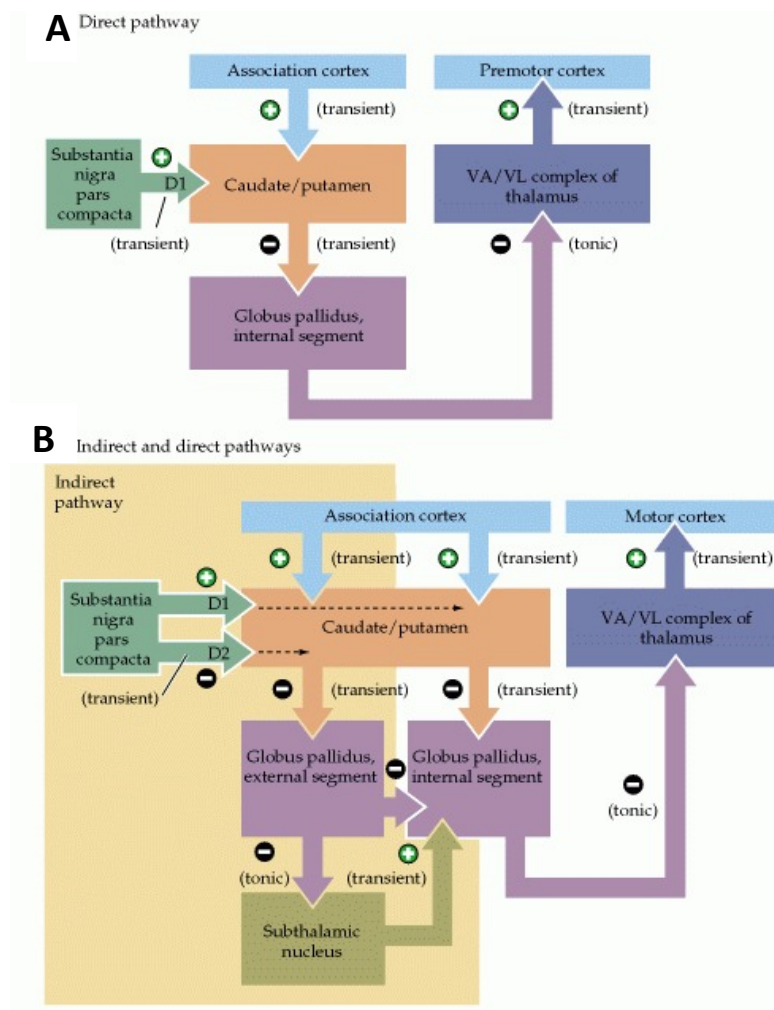 A
Direct pathway
Association cortex
Premotor cortex
+
(transient)
+
(transient)
Substantia
nigra
pars
compacta
+
D1
(transient)
Caudate/putamen
VA/VL complex of
thalamus
−
(transient)
−
(tonic)
Globus pallidus,
internal segment
B
Indirect and direct pathways
Indirect
pathway
Association cortex
Motor cortex
+
(transient)
+
(transient)
+
(transient)
Substantia
nigra
pars
compacta
+
D1
D2
−
(transient)
Caudate/putamen
VA/VL complex of
thalamus
−
(transient)
−
(transient)
Globus pallidus,
external segment
−
Globus pallidus,
internal segment
−
(tonic)
−
(tonic)
+
(transient)
Subthalamic
nucleus